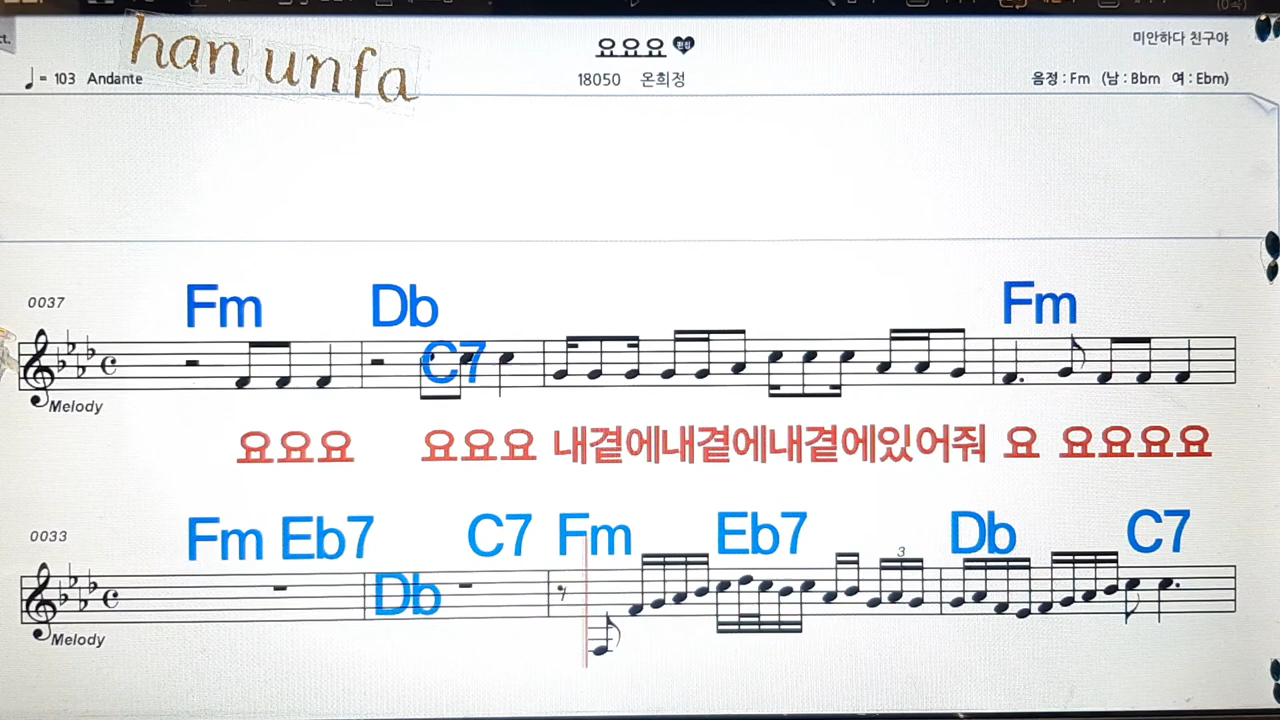 han unfa
요요요 편집
미안하다 친구야
♩= 103 Andante
18050 온희정
음정 : Fm (남 : Bbm 여 : Ebm)
0037
Fm Db C7 Fm
Melody
요요요 요요요 내곁에내곁에내곁에있어줘 요 요요요요
0033
Fm Eb7 Db C7 Fm Eb7 Db C7
3
Melody